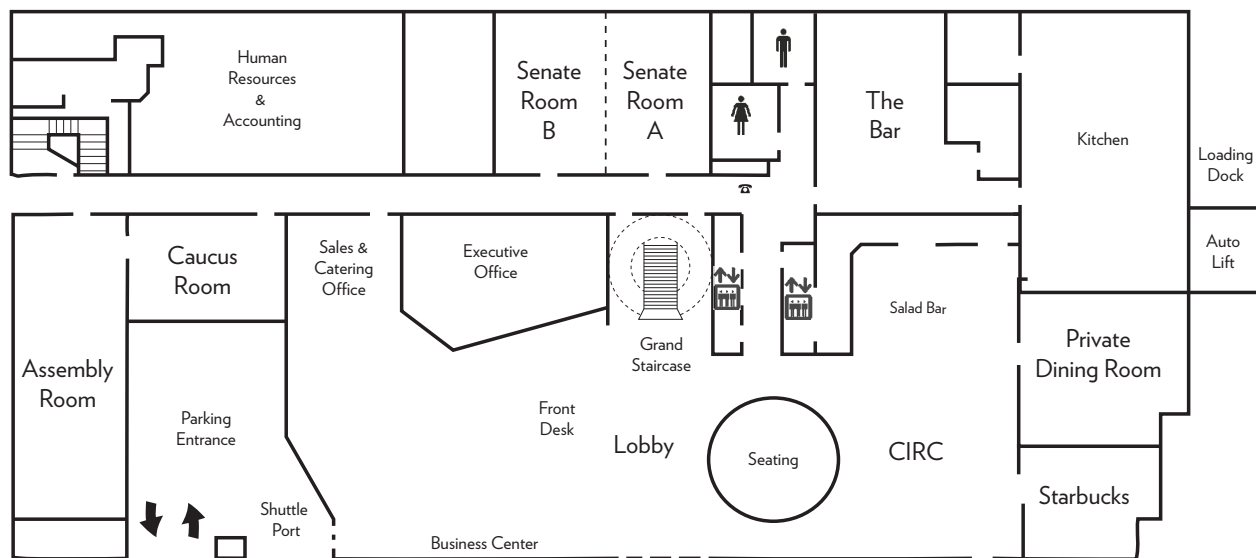 Human
Resources
&
Accounting
Senate
Room
B
Senate
Room
A
The
Bar
Kitchen
Loading
Dock
Auto
Lift
Caucus
Room
Sales &
Catering
Office
Executive
Office
Salad Bar
Grand
Staircase
Private
Dining Room
Assembly
Room
Parking
Entrance
Front
Desk
Lobby
Seating
CIRC
Starbucks
Shuttle
Port
Business Center